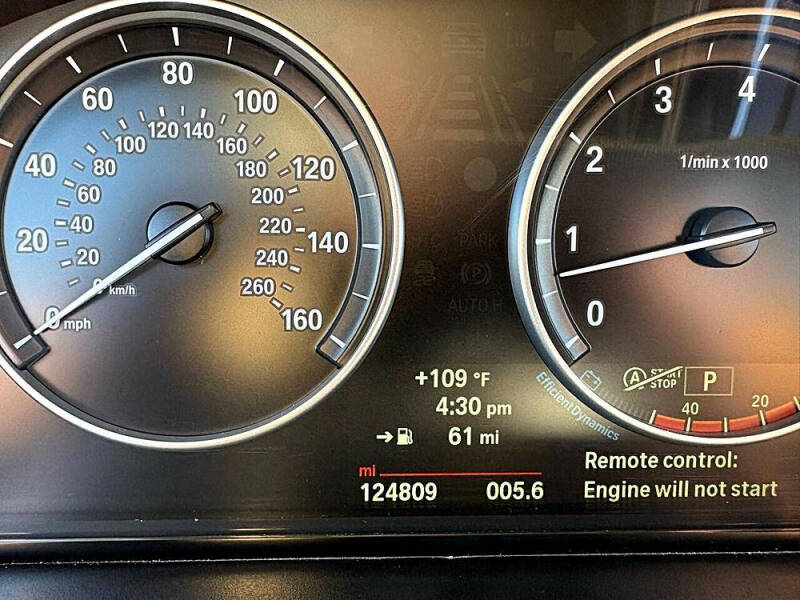 LIM
80
60
100
120 140
100
160
40
80
180
120
60
200
40
220
20
140
20
240
0 km/h
260
0 mph
160
PARK
AUTO H
4
3
1/min x 1000
2
1
0
+109 °F
4:30 pm
61 mi
mi
124809
005.6
EfficientDynamics
A
START
STOP
P
40
20
Remote control:
Engine will not start